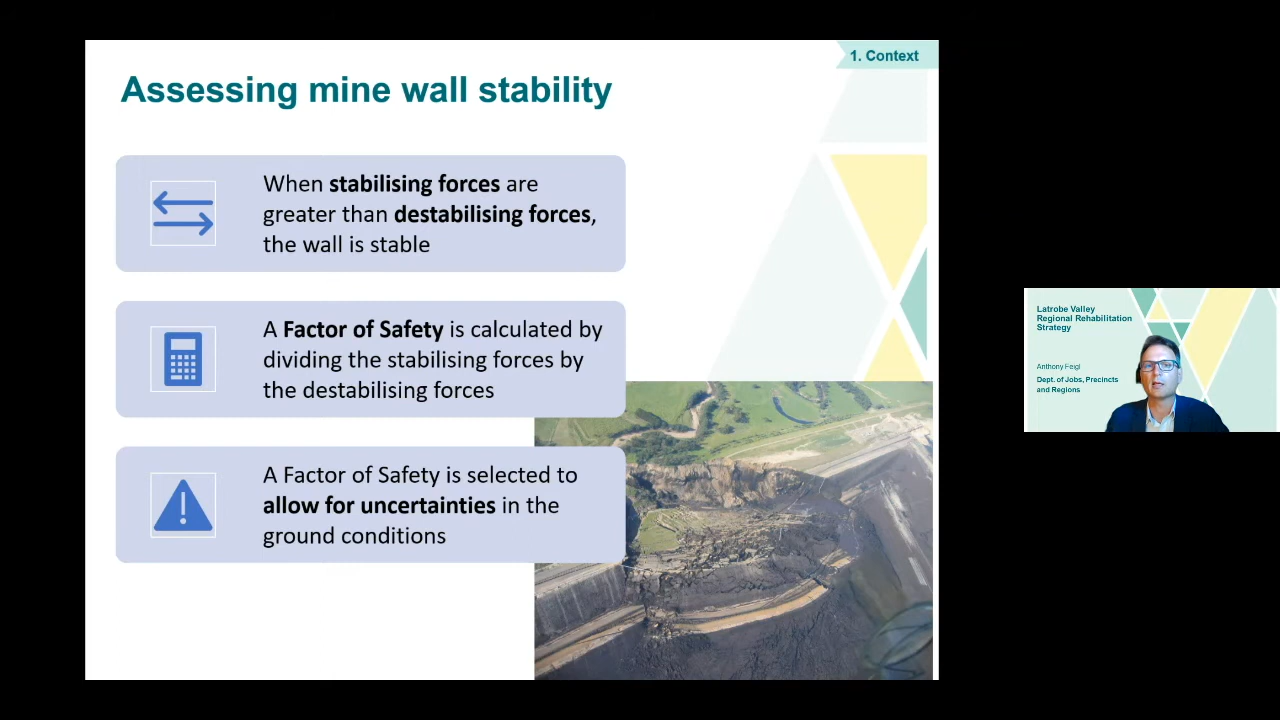 1. Context
Assessing mine wall stability
When stabilising forces are
greater than destabilising forces,
the wall is stable
A Factor of Safety is calculated by
dividing the stabilising forces by
the destabilising forces
A Factor of Safety is selected to
allow for uncertainties in the
ground conditions
Latrobe Valley
Regional Rehabilitation
Strategy
Anthony Feigl
Dept. of Jobs, Precincts
and Regions